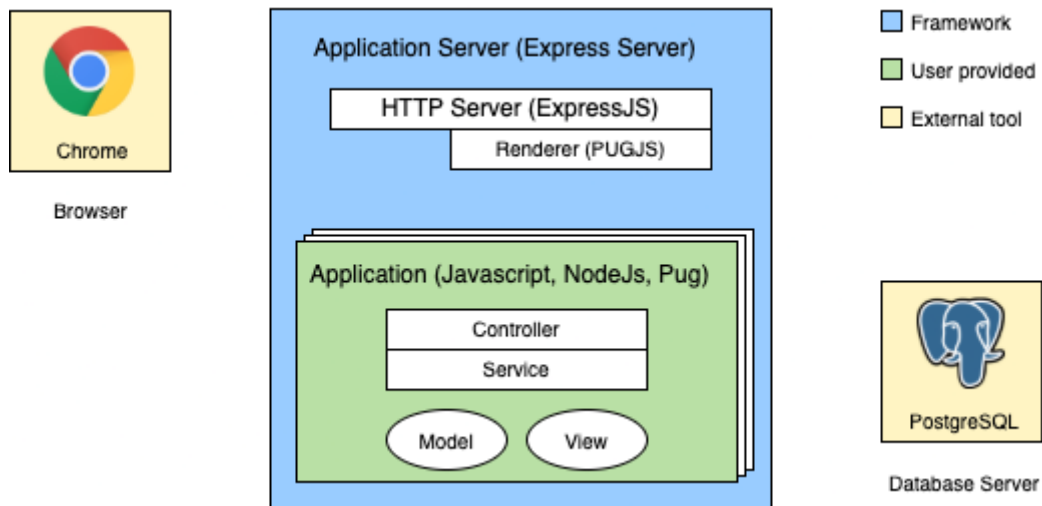 Chrome
Browser
Application Server (Express Server)
HTTP Server (ExpressJS)
Renderer (PUGJS)
Application (Javascript, NodeJs, Pug)
Controller
Service
Model
View
Framework
User provided
External tool
PostgreSQL
Database Server